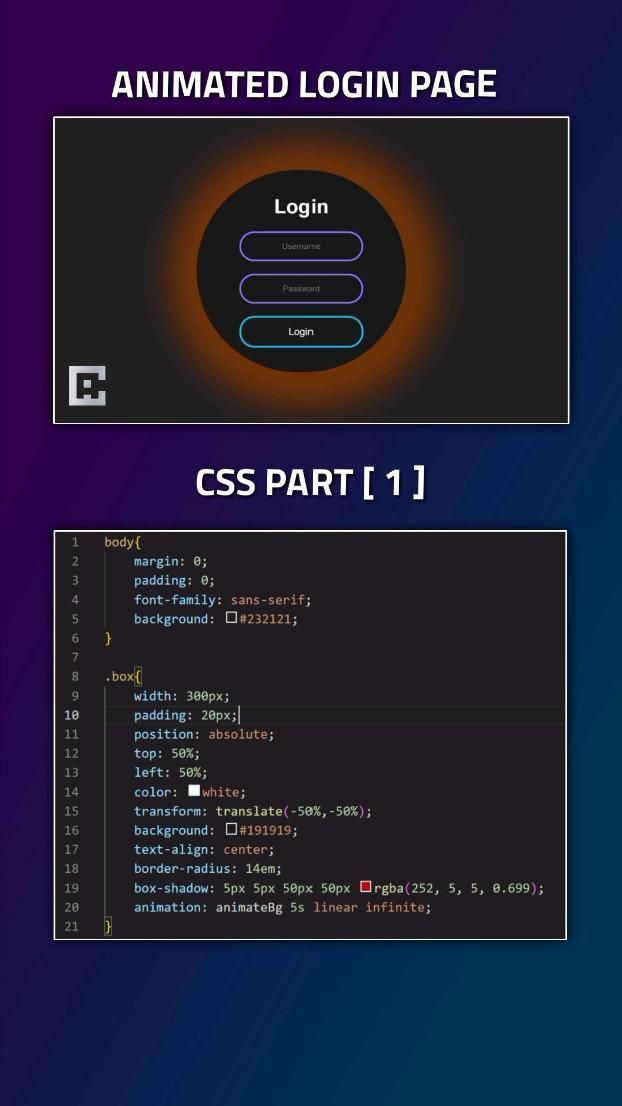 ANIMATED LOGIN PAGE
Login
Username
Password
Login
CSS PART [ 1 ]
1 body{
2 margin: 0;
3 padding: 0;
4 font-family: sans-serif;
5 background: #232121;
6 }
7
8 .box{
9 width: 300px;
10 padding: 20px;
11 position: absolute;
12 top: 50%;
13 left: 50%;
14 color: white;
15 transform: translate(-50%,-50%);
16 background: #191919;
17 text-align: center;
18 border-radius: 14em;
19 box-shadow: 5px 5px 50px 50px rgba(252, 5, 5, 0.699);
20 animation: animateBg 5s linear infinite;
21 }